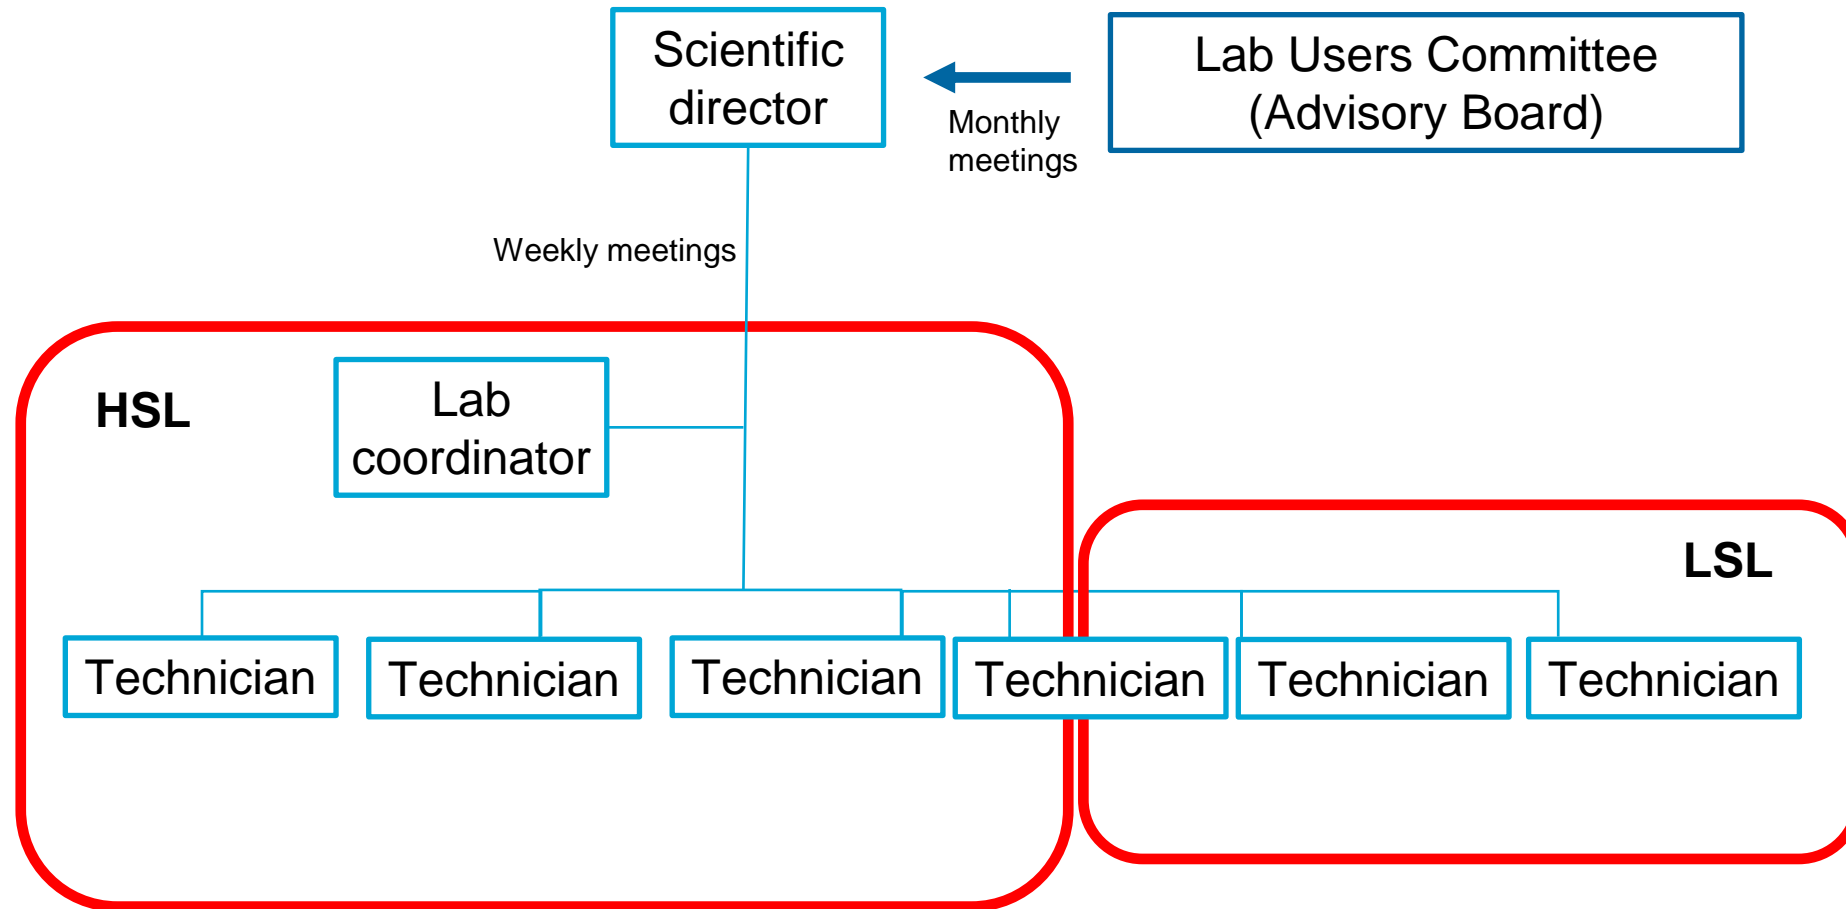 Scientific
director
Lab Users Committee
(Advisory Board)
Monthly
meetings
Weekly meetings
HSL
Lab
coordinator
LSL
Technician
Technician
Technician
Technician
Technician
Technician